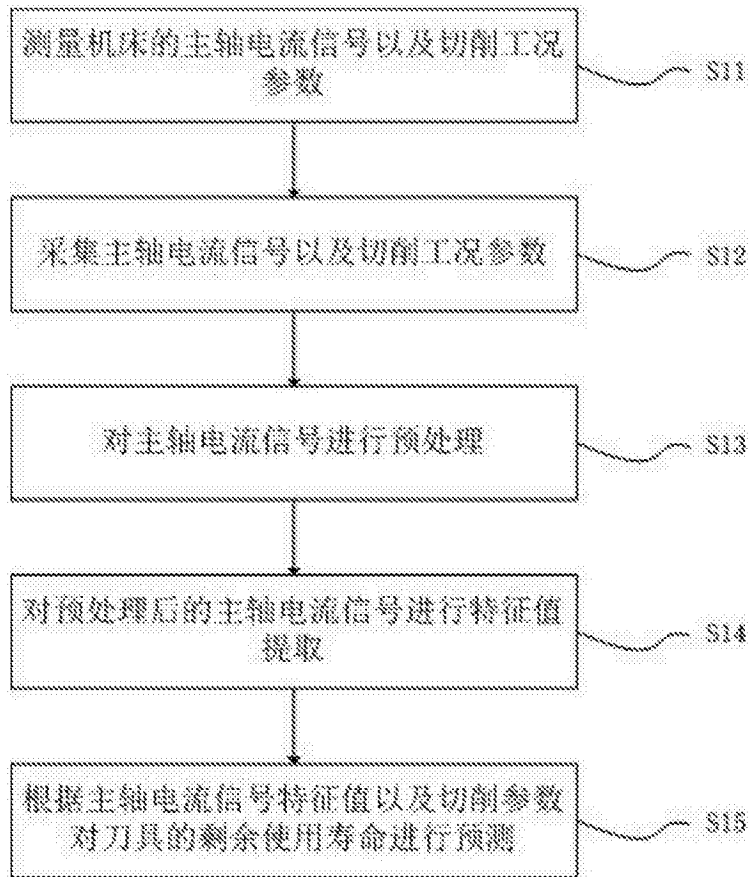 测量机床的主轴电流信号以及切削工况
参数
S11
采集主轴电流信号以及切削工况参数
S12
对主轴电流信号进行预处理
S13
对预处理后的主轴电流信号进行特征值
提取
S14
根据主轴电流信号特征值以及切削参数
对刀具的剩余使用寿命进行预测
S15